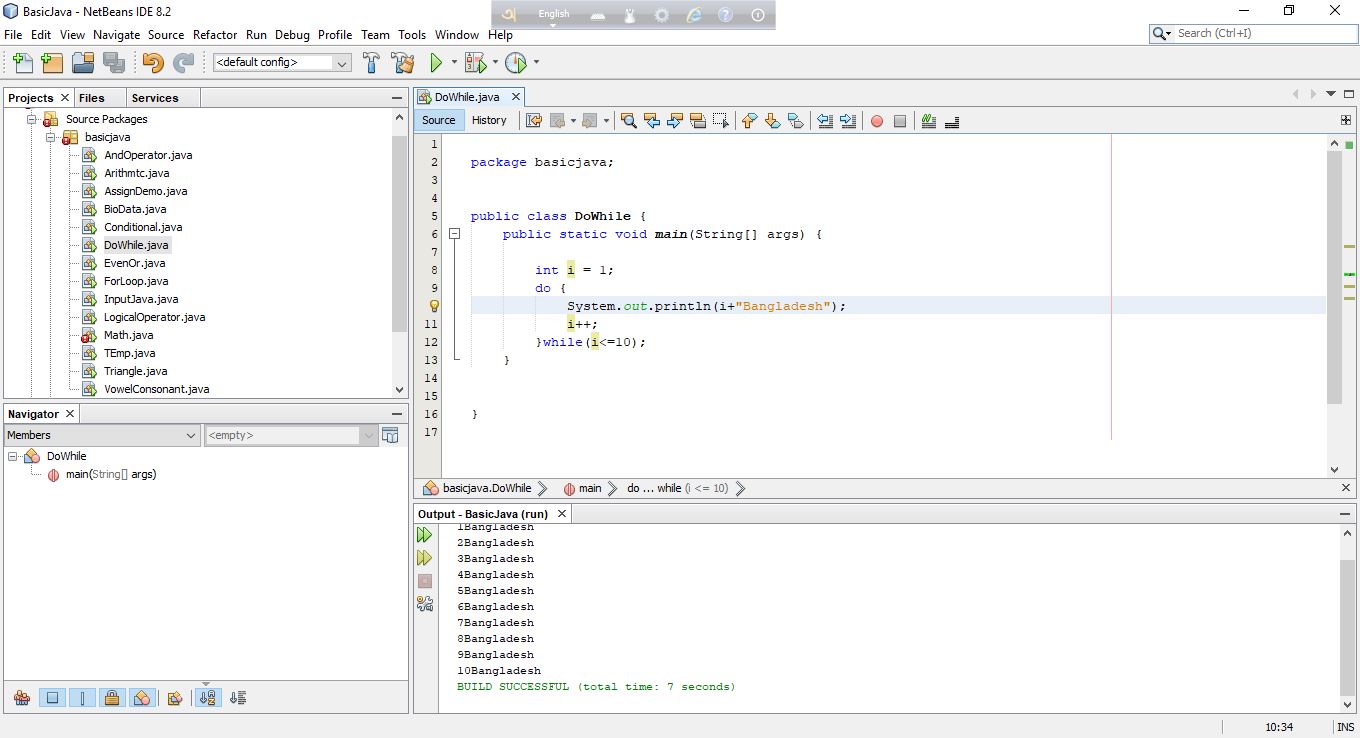 BasicJava - NetBeans IDE 8.2
English
File Edit View Navigate Source Refactor Run Debug Profile Team Tools Window Help
Search (Ctrl+I)
<default config>
Projects Files Services
Source Packages
basicjava
AndOperator.java
Arithmtc.java
AssignDemo.java
BioData.java
Conditional.java
DoWhile.java
EvenOr.java
ForLoop.java
InputJava.java
LogicalOperator.java
Math.java
TEmp.java
Triangle.java
VowelConsonant.java
Navigator
Members <empty>
DoWhile
main(String[] args)
DoWhile.java
Source History
1
2 package basicjava;
3
4
5 public class DoWhile {
6 public static void main(String[] args) {
7
8 int i = 1;
9 do {
System.out.println(i+"Bangladesh");
11 i++;
12 }while(i<=10);
13 }
14
15
16 }
17
basicjava.DoWhile main do ... while (i <= 10)
Output - BasicJava (run)
1Bangladesh
2Bangladesh
3Bangladesh
4Bangladesh
5Bangladesh
6Bangladesh
7Bangladesh
8Bangladesh
9Bangladesh
10Bangladesh
BUILD SUCCESSFUL (total time: 7 seconds)
10:34 INS